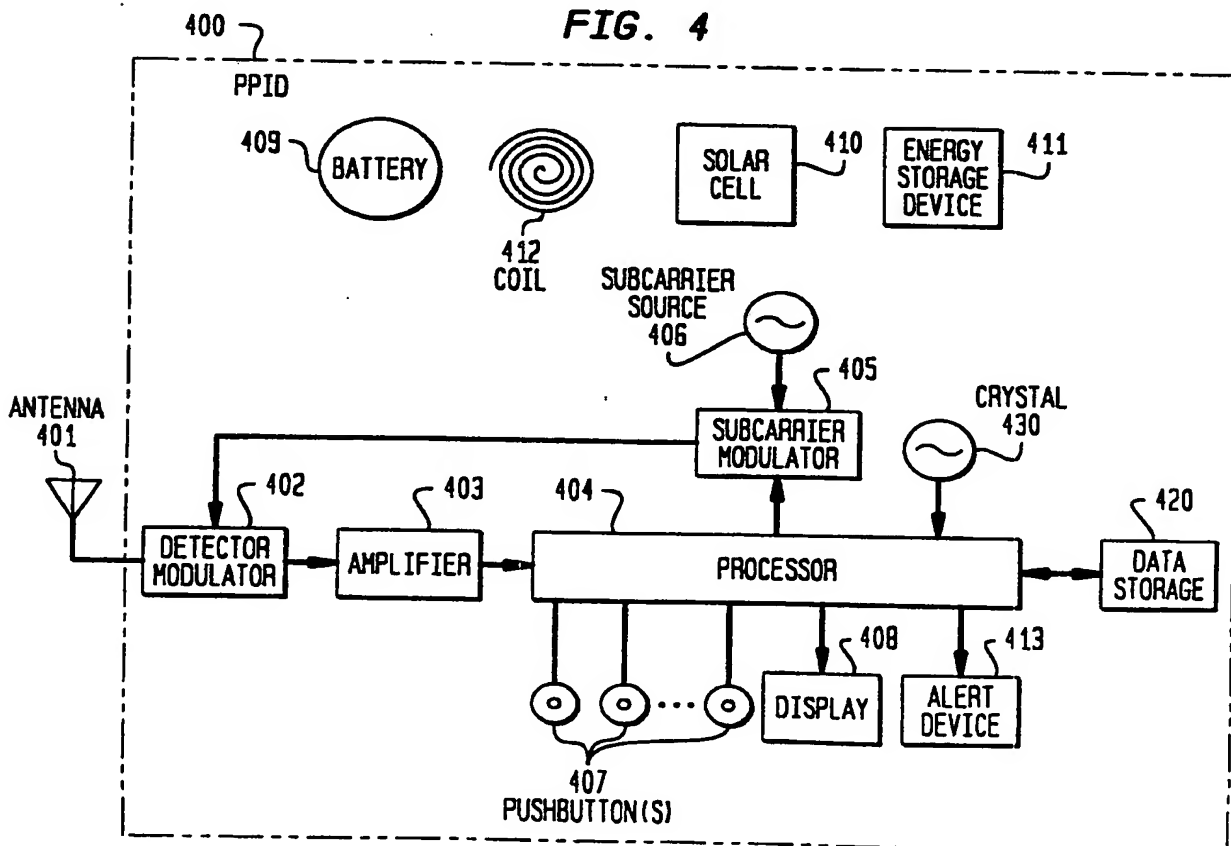 FIG. 4
400
PPID
409
BATTERY
412
COIL
SOLAR
CELL
410
ENERGY
STORAGE
DEVICE
411
SUBCARRIER
SOURCE
406
405
SUBCARRIER
MODULATOR
CRYSTAL
430
ANTENNA
401
402
DETECTOR
MODULATOR
403
AMPLIFIER
404
PROCESSOR
420
DATA
STORAGE
407
PUSHBUTTON(S)
408
DISPLAY
413
ALERT
DEVICE